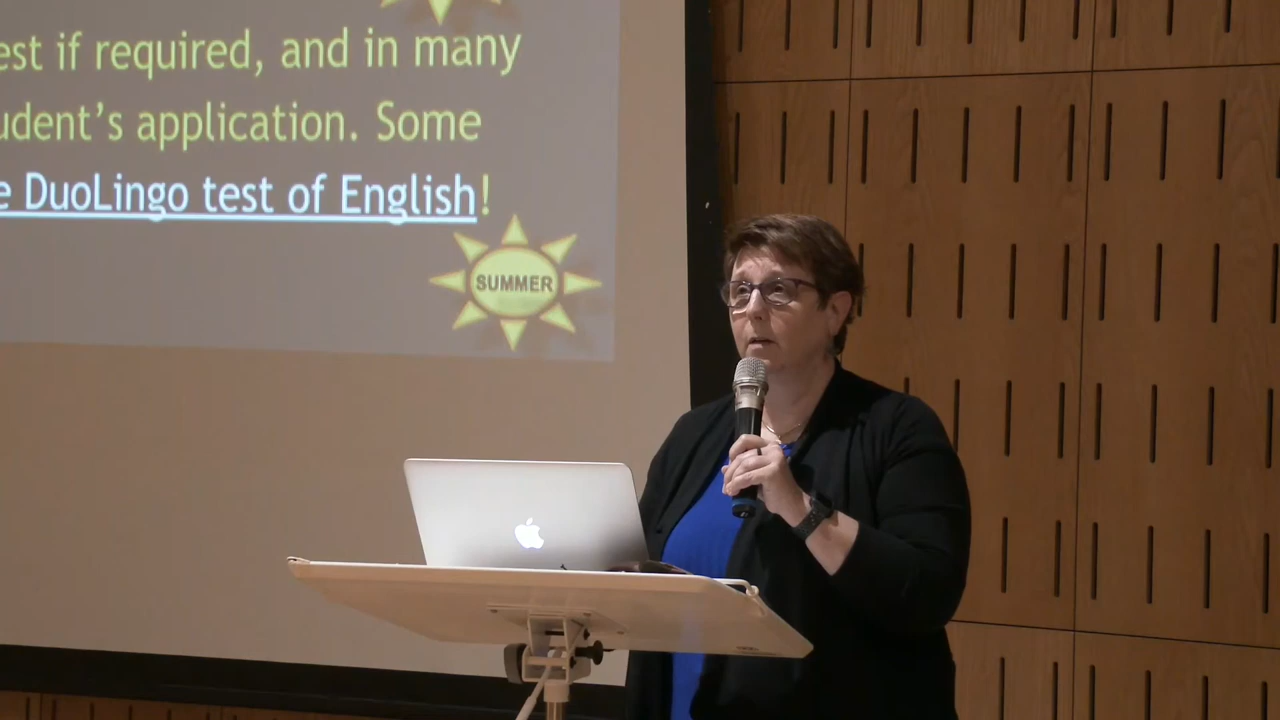 est if required, and in many
udent's application. Some
e DuoLingo test of English!
SUMMER